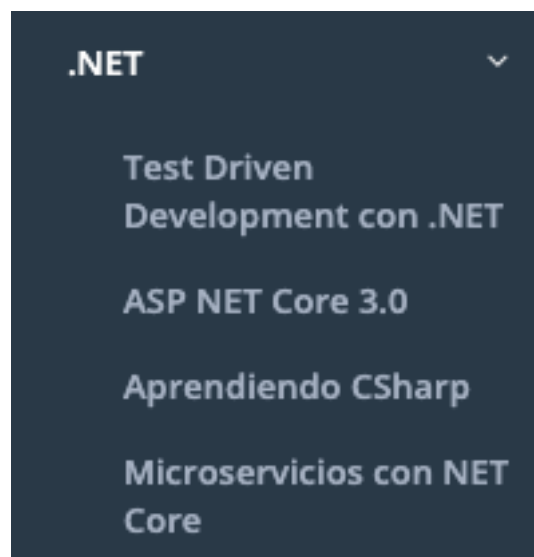 .NET
Test Driven
Development con .NET
ASP NET Core 3.0
Aprendiendo CSharp
Microservicios con NET
Core